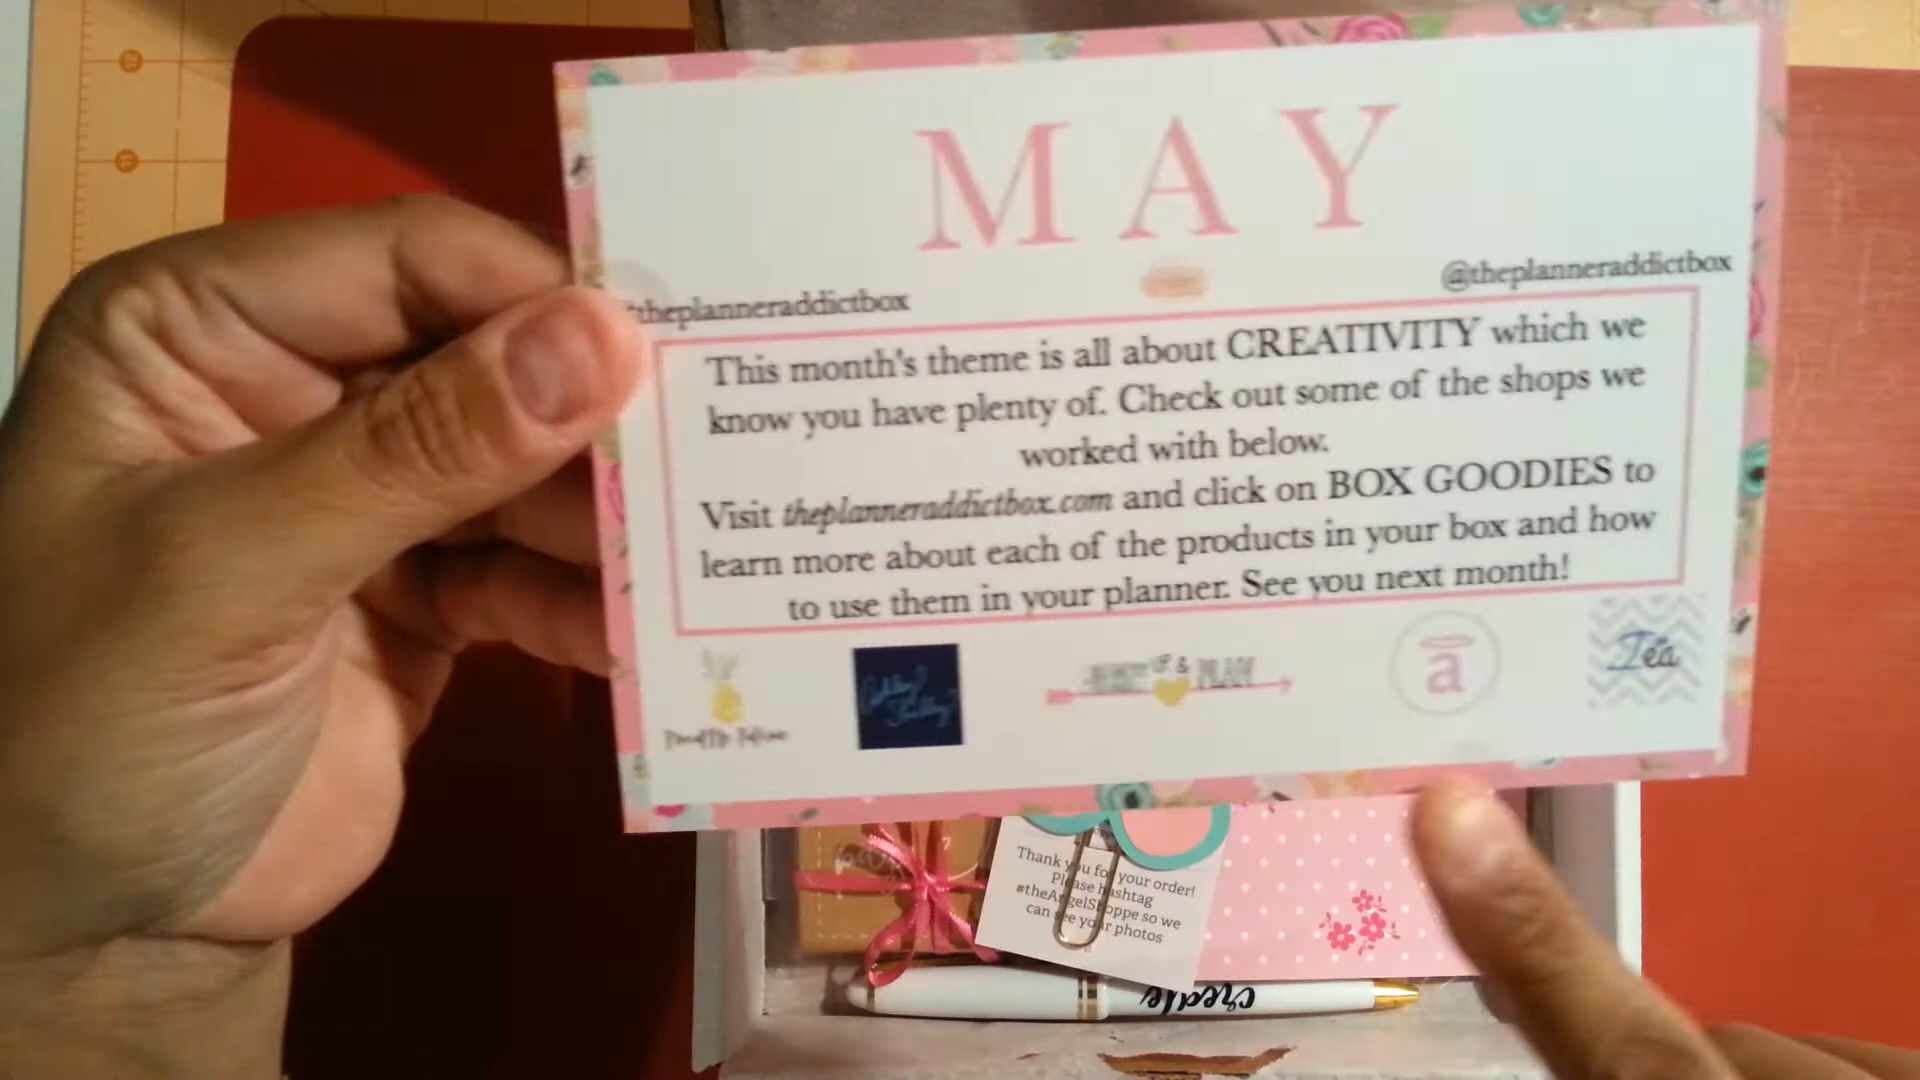 MAY
theplanneraddictbox
@theplanneraddictbox
This month's theme is all about CREATIVITY which we
know you have plenty of. Check out some of the shops we
worked with below.
Visit theplanneraddictbox.com and click on BOX GOODIES to
learn more about each of the products in your box and how
to use them in your planner. See you next month!
& PLAN
ā
Tea
Thank you for your order!
Please hashtag
#theAngelShoppe so we
can see your photos
create